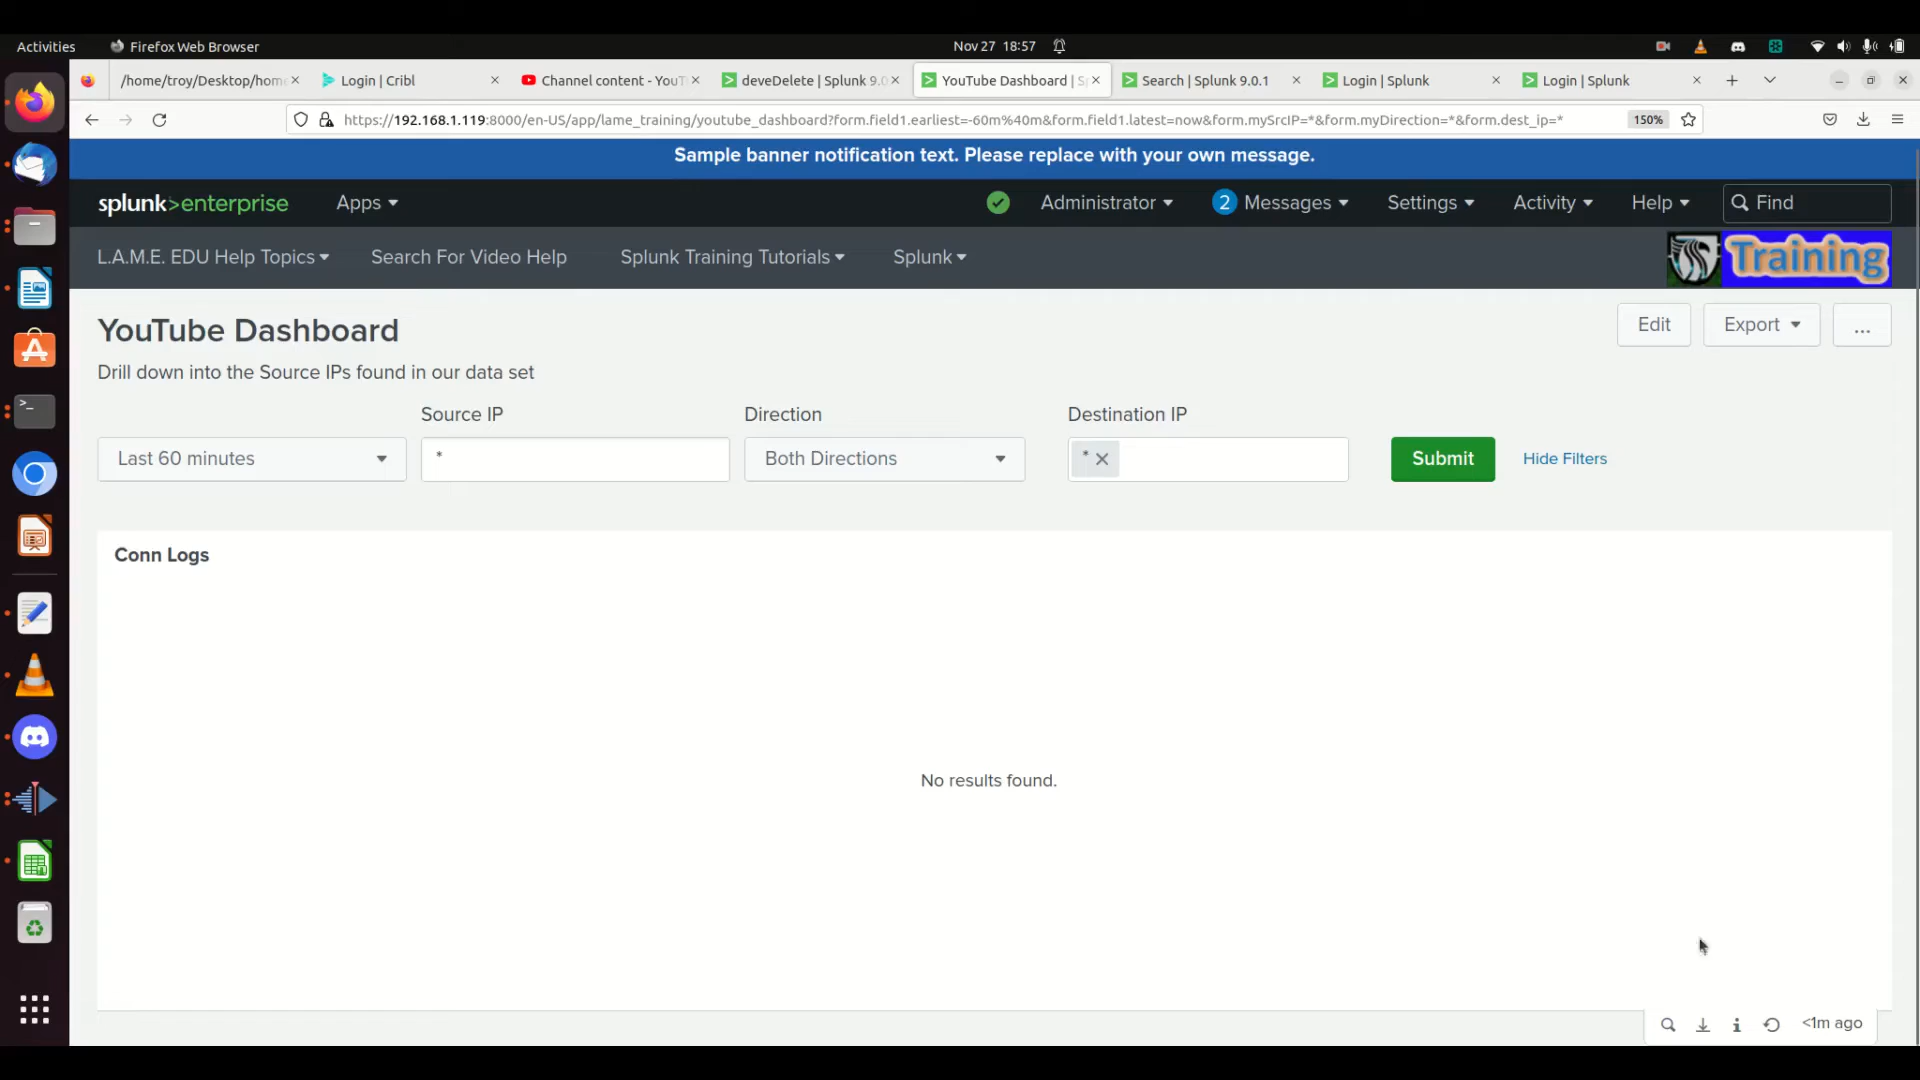 Activities
Firefox Web Browser
Nov 27 18:57
/home/troy/Desktop/hom
Login | Cribl
Channel content - YouT
deveDelete | Splunk 9.0
YouTube Dashboard | S
Search | Splunk 9.0.1
Login | Splunk
Login | Splunk
https://192.168.1.119:8000/en-US/app/lame_training/youtube_dashboard?form.field1.earliest=-60m%40m&form.field1.latest=now&form.mySrcIP=*&form.myDirection=*&form.dest_ip=*
150%
Sample banner notification text. Please replace with your own message.
splunk>enterprise
Apps
Administrator
2 Messages
Settings
Activity
Help
Find
L.A.M.E. EDU Help Topics
Search For Video Help
Splunk Training Tutorials
Splunk
Training
YouTube Dashboard
Edit
Export
...
Drill down into the Source IPs found in our data set
Source IP
Direction
Destination IP
Last 60 minutes
*
Both Directions
*
Submit
Hide Filters
Conn Logs
No results found.
<1m ago